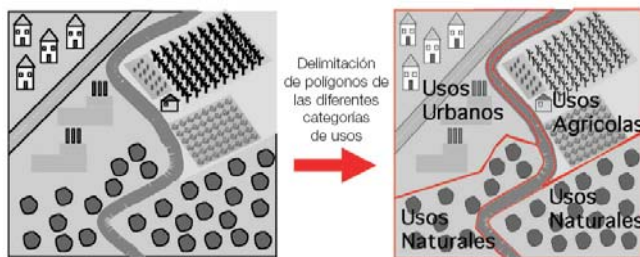 Delimitación
de polígonos de
las diferentes
categorías
de usos
Usos
Urbanos
Usos
Agrícolas
Usos
Naturales
Usos
Naturales